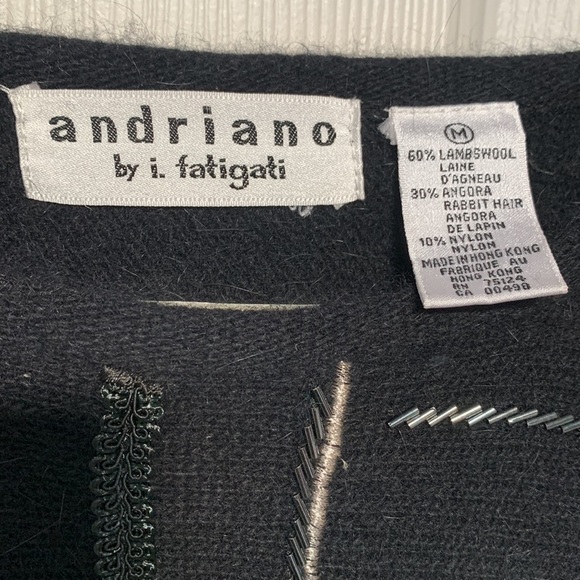 andriano
by i. fatigati
M
60% LAMBSWOOL
LAINE
D'AGNEAU
30% ANGORA
RABBIT HAIR
ANGORA
DE LAPIN
10% NYLON
NYLON
MADE IN HONG KONG
FABRIQUE AU
HONG KONG
RN 75124
CA 00498